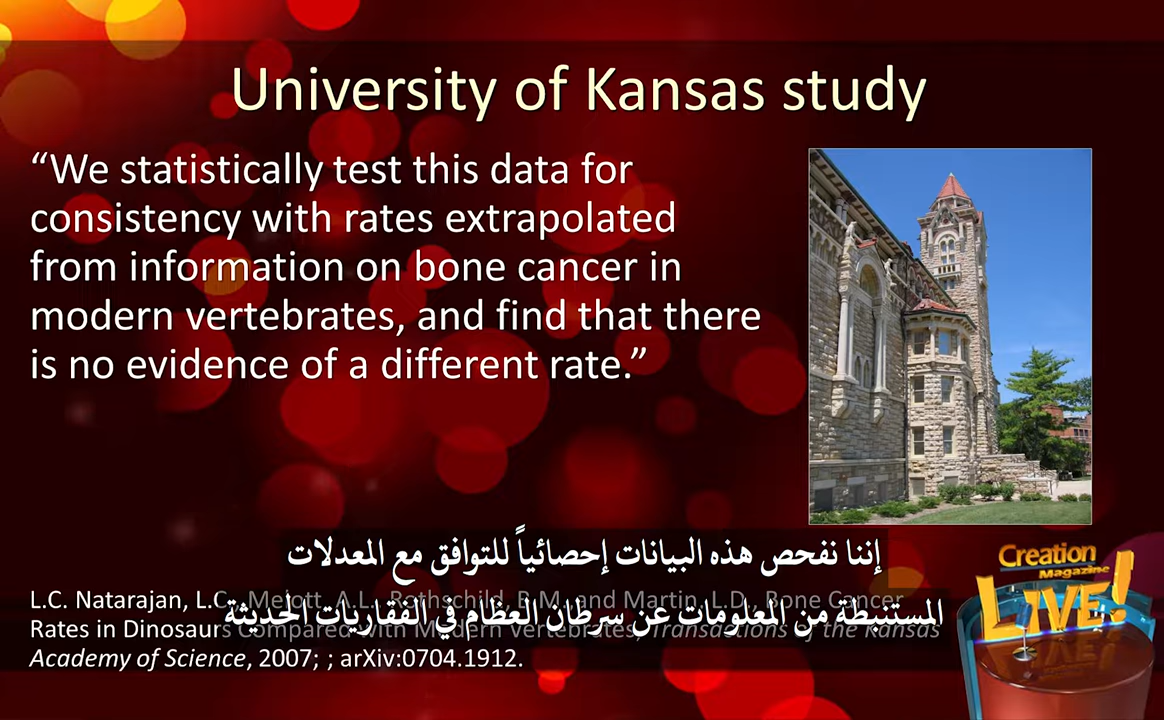 University of Kansas study
“We statistically test this data for
consistency with rates extrapolated
from information on bone cancer in
modern vertebrates, and find that there
is no evidence of a different rate.”
إننا نفحص هذه البيانات إحصائياً للتوافق مع المعدلات
المستنبطة من المعلومات عن سرطان العظام في الفقاريات الحديثة
L.C. Natarajan, L.C., Melott, A.L., Rothschild, B.M., and Martin, L.D., Bone Cancer
Rates in Dinosaurs Compared with Modern Vertebrates, Transactions of the Kansas
Academy of Science, 2007; ; arXiv:0704.1912.
Creation
Magazine
LIVE!